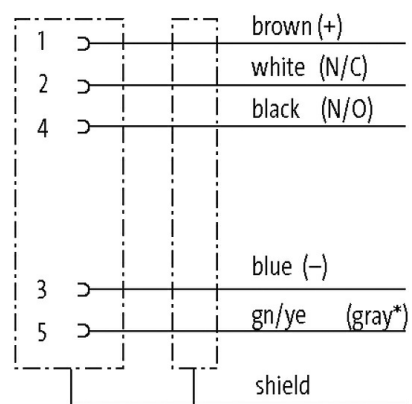 1 brown (+)
2 white (N/C)
4 black (N/O)
3 blue (–)
5 gn/ye (gray*)
shield